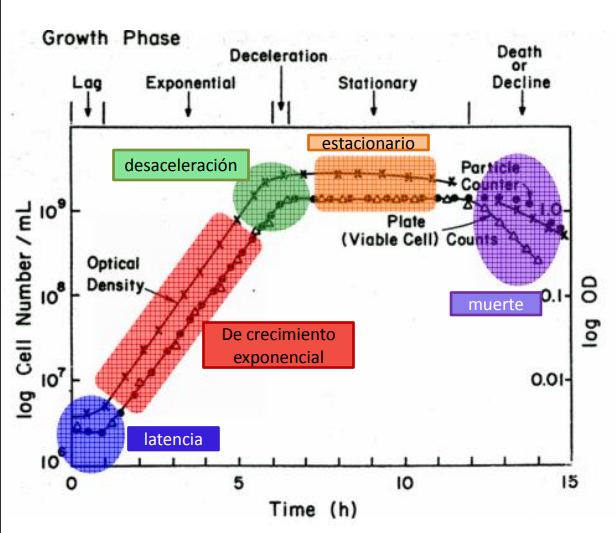 Growth Phase
Deceleration
Death
or
Decline
Lag
Exponential
Stationary
estacionario
desaceleración
Particle
Counter
10⁹
1.0
Plate
(Viable Cell) Counts
Optical
Density
10⁸
muerte
0.1
De crecimiento
exponencial
10⁷
0.01
latencia
10⁶
log Cell Number / mL
log OD
0
5
10
15
Time (h)